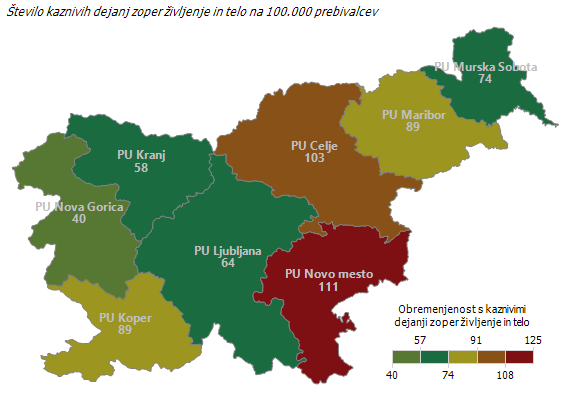 Število kaznivih dejanj zoper življenje in telo na 100.000 prebivalcev
PU Murska Sobota
74
PU Maribor
89
PU Celje
103
PU Kranj
58
PU Nova Gorica
40
PU Ljubljana
64
PU Novo mesto
111
PU Koper
89
Obremenjenost s kaznivimi
dejanji zoper življenje in telo
57 91 125
40 74 108